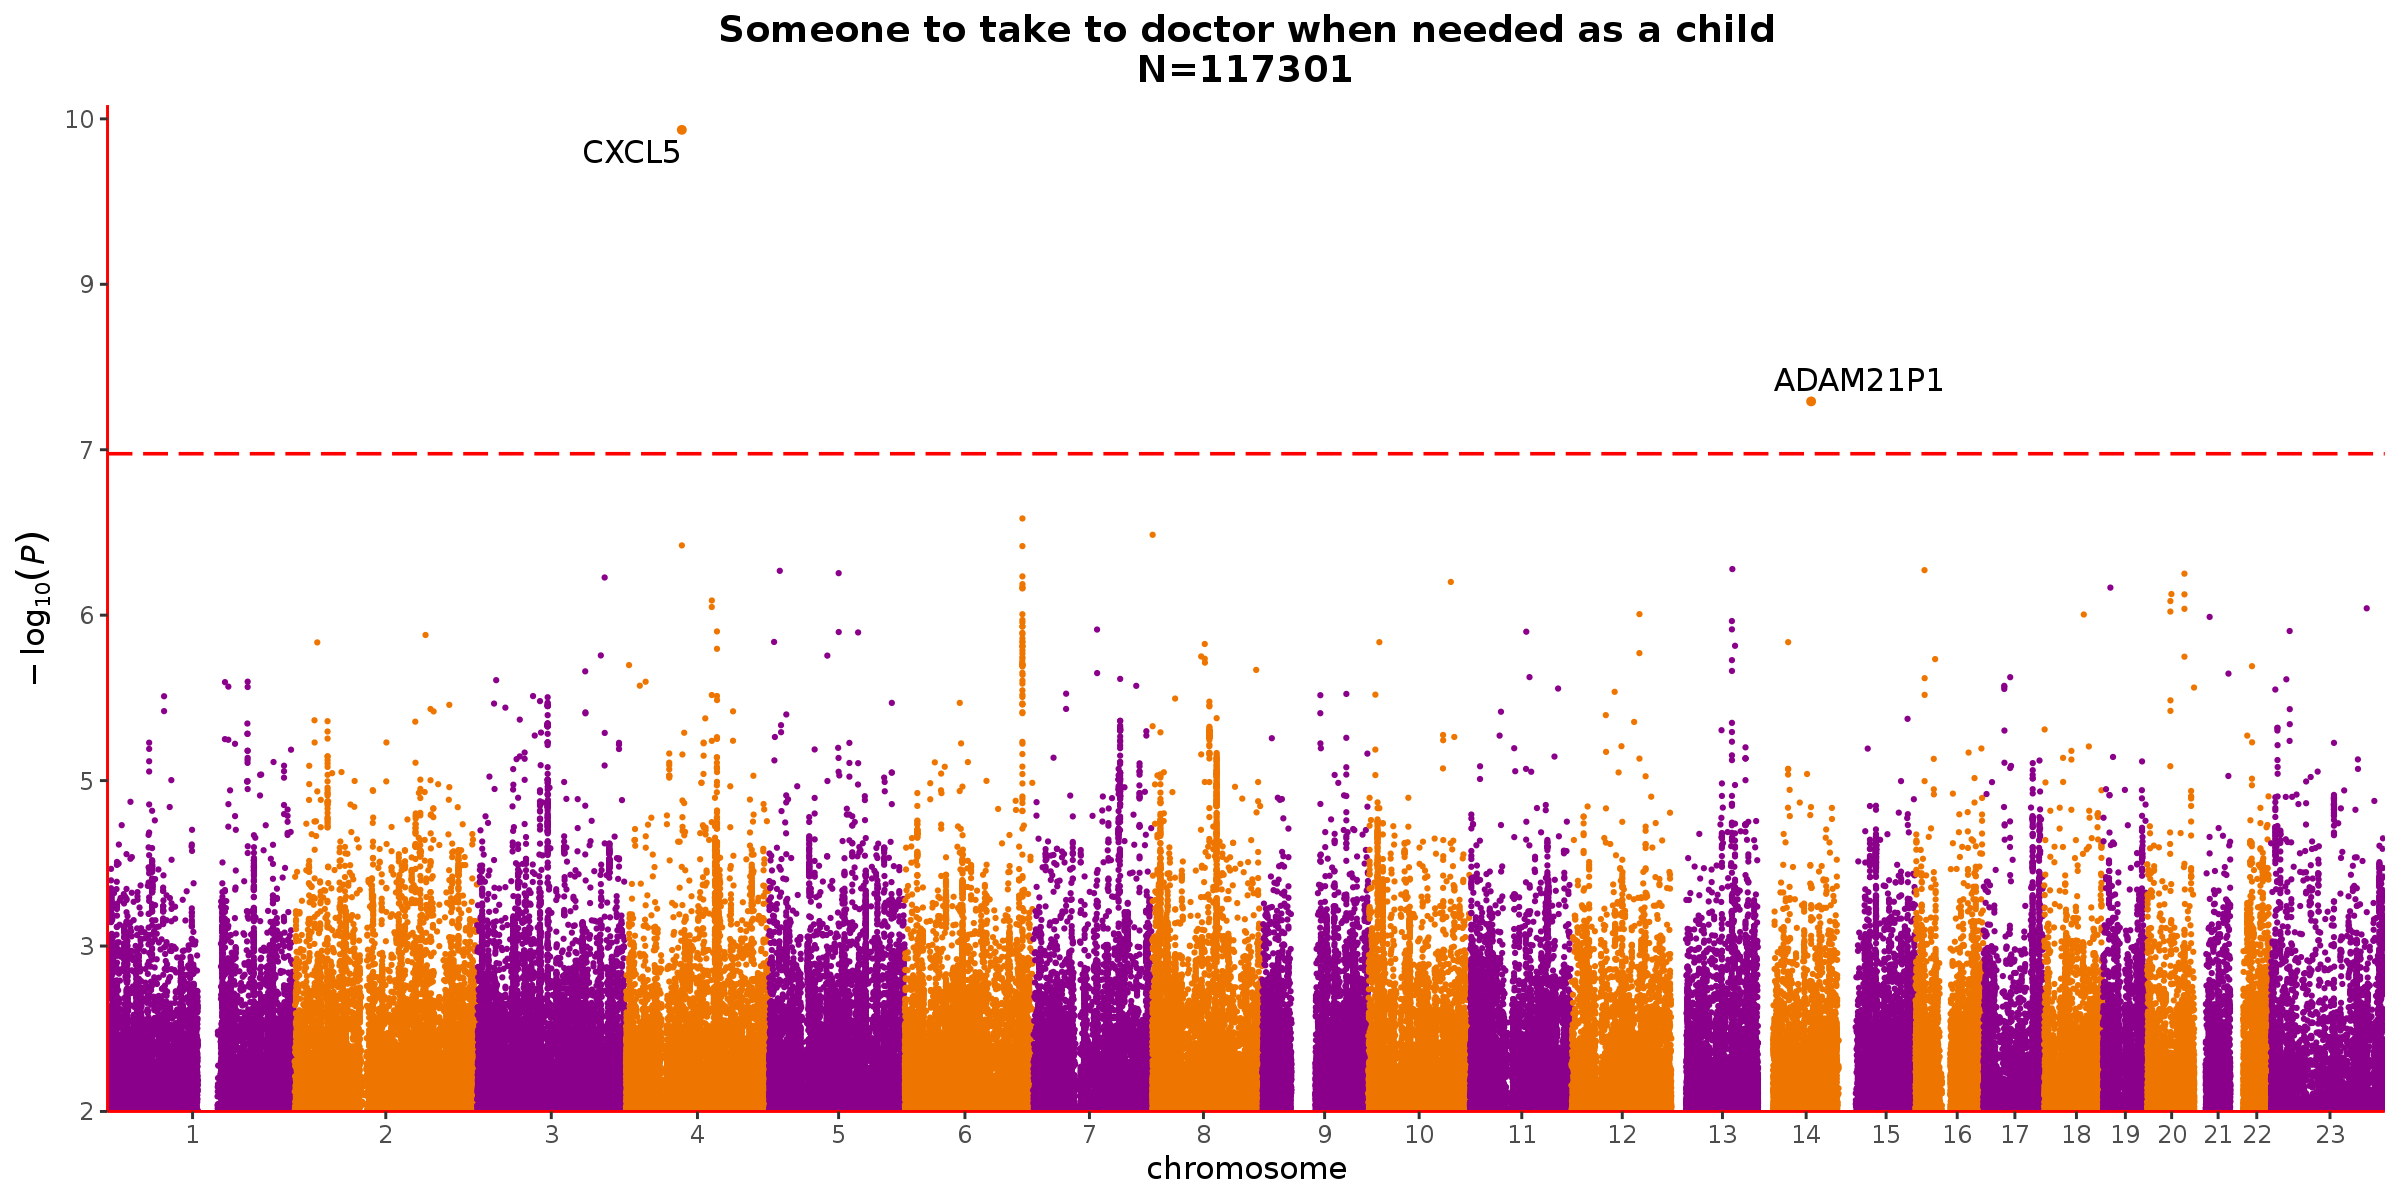 Someone to take to doctor when needed as a child
N=117301
10
CXCL5
9
ADAM21P1
7
−log10(P)
6
5
3
2
1 2 3 4 5 6 7 8 9 10 11 12 13 14 15 16 17 18 19 20 21 22 23
chromosome